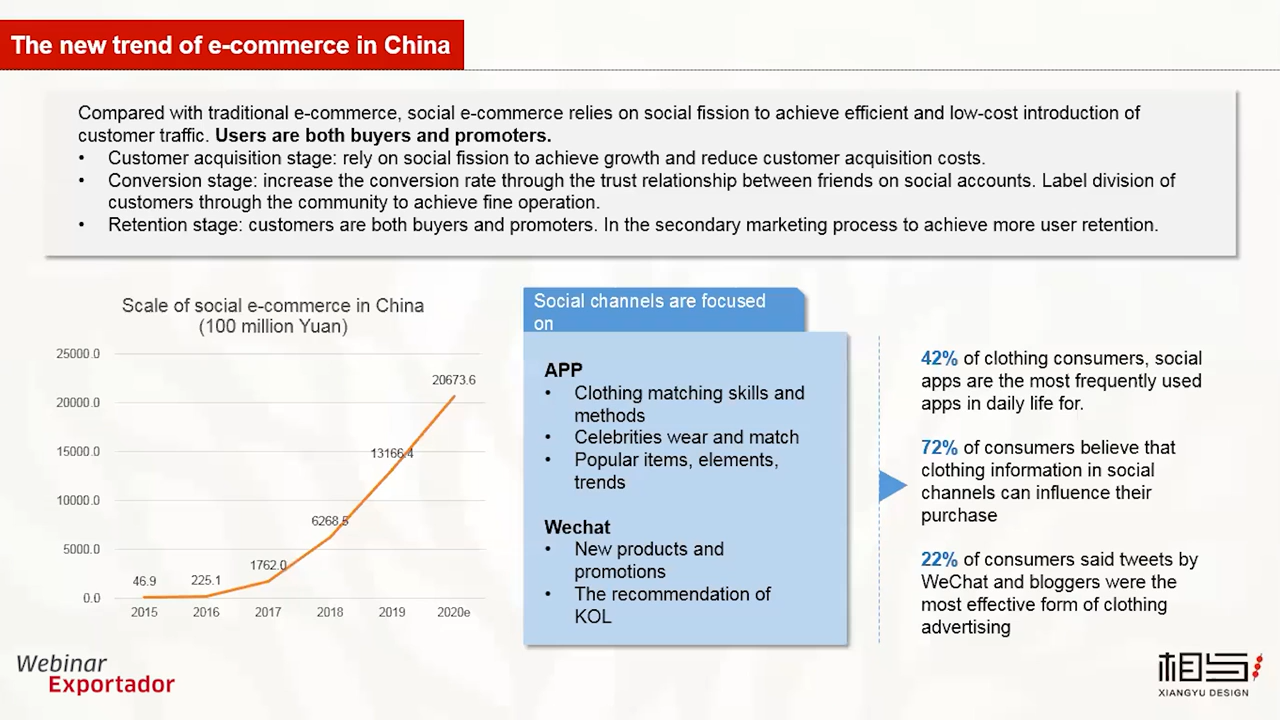 The new trend of e-commerce in China
Compared with traditional e-commerce, social e-commerce relies on social fission to achieve efficient and low-cost introduction of
customer traffic. Users are both buyers and promoters.
• Customer acquisition stage: rely on social fission to achieve growth and reduce customer acquisition costs.
• Conversion stage: increase the conversion rate through the trust relationship between friends on social accounts. Label division of
customers through the community to achieve fine operation.
• Retention stage: customers are both buyers and promoters. In the secondary marketing process to achieve more user retention.
Scale of social e-commerce in China
(100 million Yuan)
25000.0
20000.0
15000.0
10000.0
5000.0
0.0
46.9
225.1
1762.0
6268.5
13166.4
20673.6
2015 2016 2017 2018 2019 2020e
Social channels are focused
on
APP
• Clothing matching skills and
methods
• Celebrities wear and match
• Popular items, elements,
trends
Wechat
• New products and
promotions
• The recommendation of
KOL
42% of clothing consumers, social
apps are the most frequently used
apps in daily life for.
72% of consumers believe that
clothing information in social
channels can influence their
purchase
22% of consumers said tweets by
WeChat and bloggers were the
most effective form of clothing
advertising
Webinar
Exportador
相与
XIANGYU DESIGN